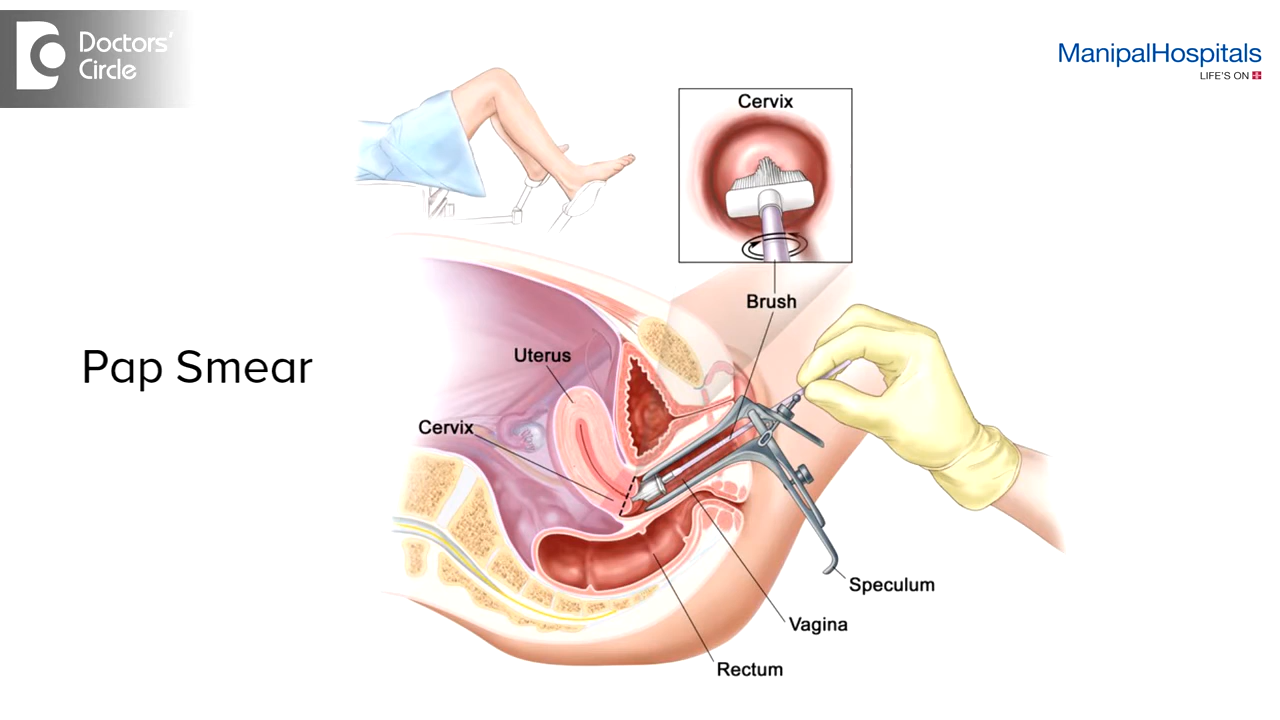 Doctors'
Circle
ManipalHospitals
LIFE'S ON
Cervix
Brush
Uterus
Pap Smear
Cervix
Speculum
Vagina
Rectum